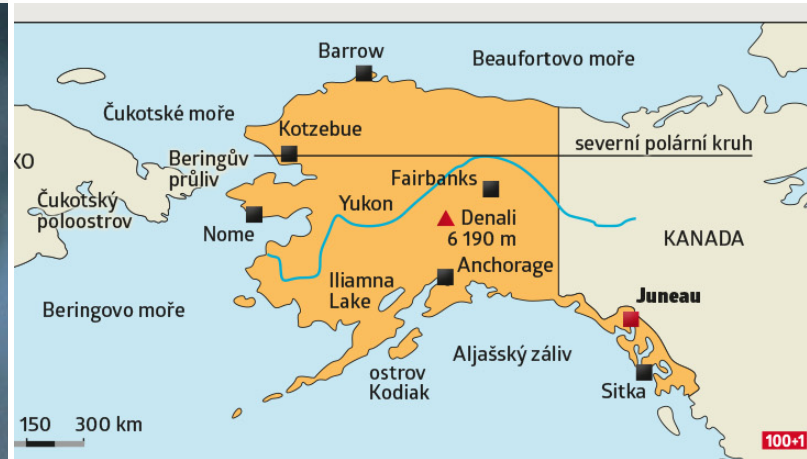 Barrow
Beaufortovo moře
Čukotské moře
Kotzebue
severní polární kruh
KO
Beringův
průliv
Fairbanks
Čukotský
poloostrov
Yukon
Denali
6 190 m
Nome
KANADA
Anchorage
Iliamna
Lake
Juneau
Beringovo moře
Aljašský záliv
ostrov
Kodiak
Sitka
150 300 km
100+1